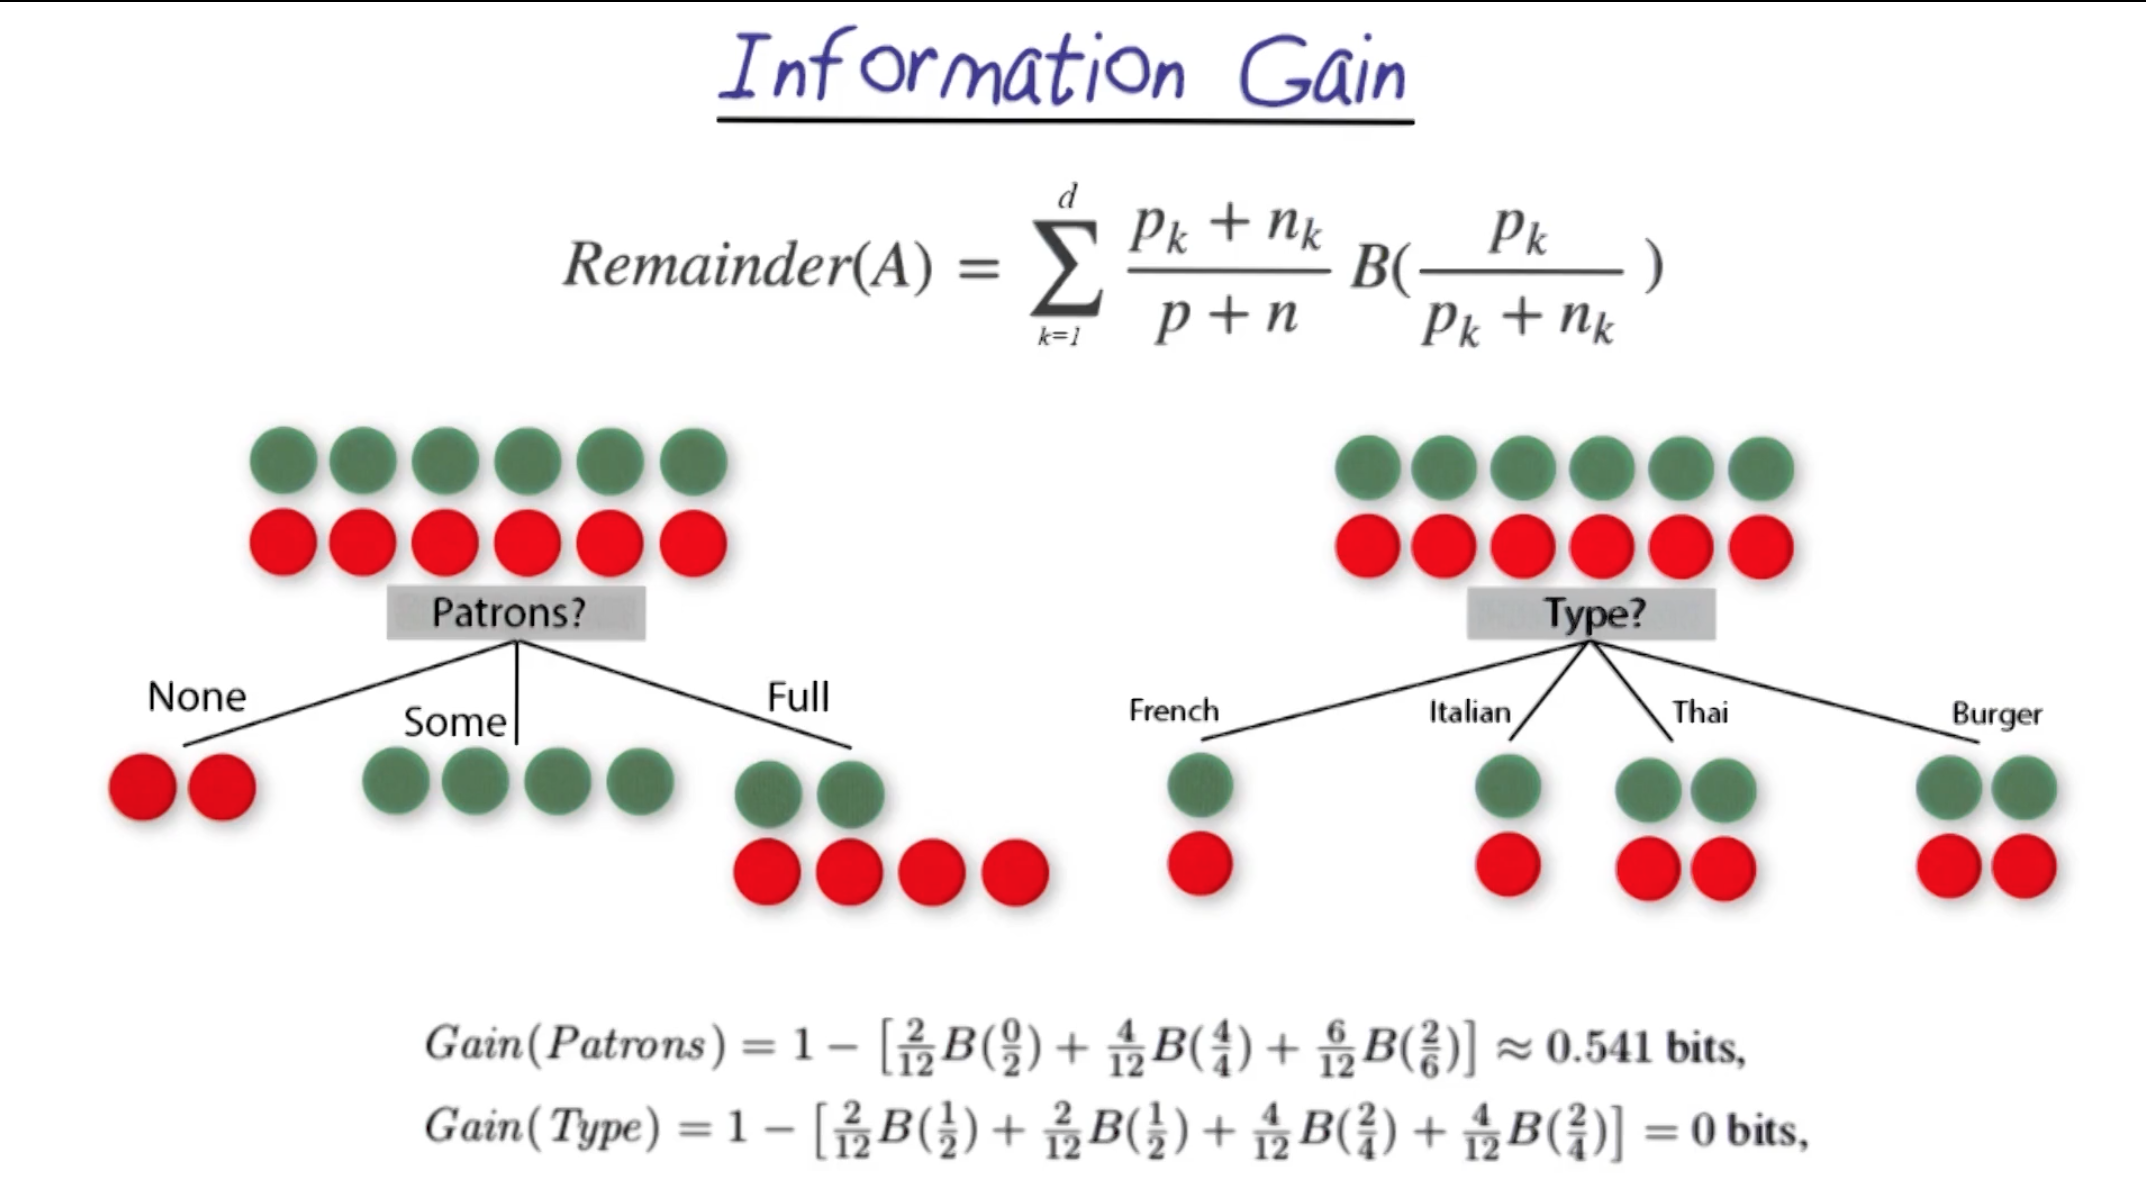 Information Gain
Remainder(A) = \sum_{k=1}^{d} \frac{p_k + n_k}{p + n} B(\frac{p_k}{p_k + n_k})
Patrons?
None
Some
Full
Type?
French
Italian
Thai
Burger
Gain(Patrons) = 1 − [\frac{2}{12}B(\frac{0}{2}) + \frac{4}{12}B(\frac{4}{4}) + \frac{6}{12}B(\frac{2}{6})] ≈ 0.541 bits,
Gain(Type) = 1 − [\frac{2}{12}B(\frac{1}{2}) + \frac{2}{12}B(\frac{1}{2}) + \frac{4}{12}B(\frac{2}{4}) + \frac{4}{12}B(\frac{2}{4})] = 0 bits,